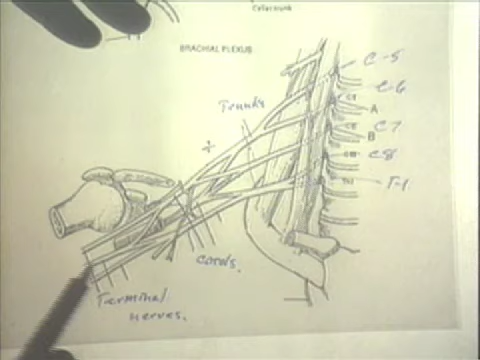 BRACHIAL PLEXUS
C-5
C-6
Trunks
A
C7
B
C8
T-1
Cords.
Terminal
nerves.